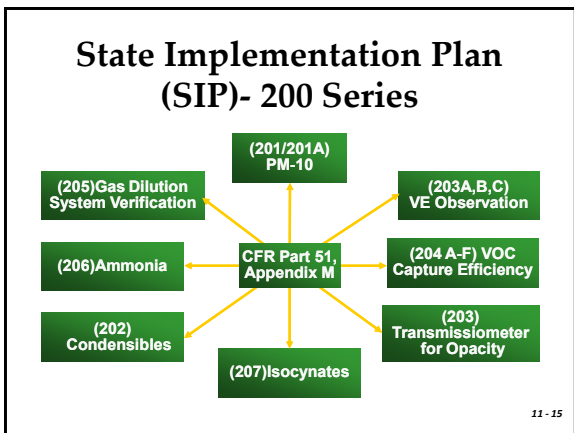 State Implementation Plan
(SIP)- 200 Series
(201/201A)
PM-10
(205)Gas Dilution
System Verification
(203A,B,C)
VE Observation
(206)Ammonia
CFR Part 51,
Appendix M
(204 A-F) VOC
Capture Efficiency
(202)
Condensibles
(203)
Transmissiometer
for Opacity
(207)Isocynates
11 - 15